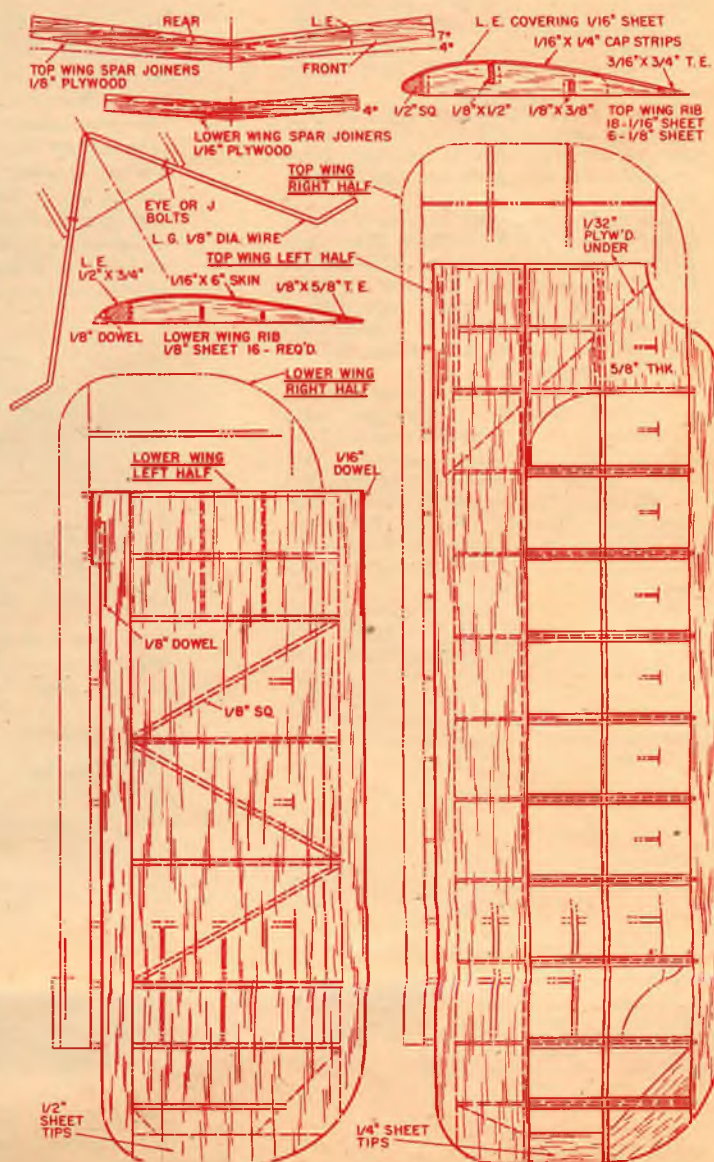 REAR
L. E.
7°
4°
TOP WING SPAR JOINERS
1/8" PLYWOOD
FRONT
4°
LOWER WING SPAR JOINERS
1/16" PLYWOOD
L. E. COVERING 1/16" SHEET
1/16" X 1/4" CAP STRIPS
3/16" X 3/4" T. E.
1/2" SQ.
1/8" X 1/2"
1/8" X 3/8"
TOP WING RIB
18 - 1/16" SHEET
6 - 1/8" SHEET
EYE OR J
BOLTS
L. G. 1/8" DIA. WIRE
TOP WING
RIGHT HALF
TOP WING LEFT HALF
1/32"
PLYW'D.
UNDER
L. E.
1/2" X 3/4"
1/16" X 6" SKIN
1/8" X 5/8" T. E.
1/8" DOWEL
LOWER WING RIB
1/8" SHEET 16 - REQ'D.
5/8" THK.
LOWER WING
RIGHT HALF
LOWER WING
LEFT HALF
1/16"
DOWEL
1/8" DOWEL
1/8" SQ.
1/2"
SHEET
TIPS
1/4" SHEET
TIPS